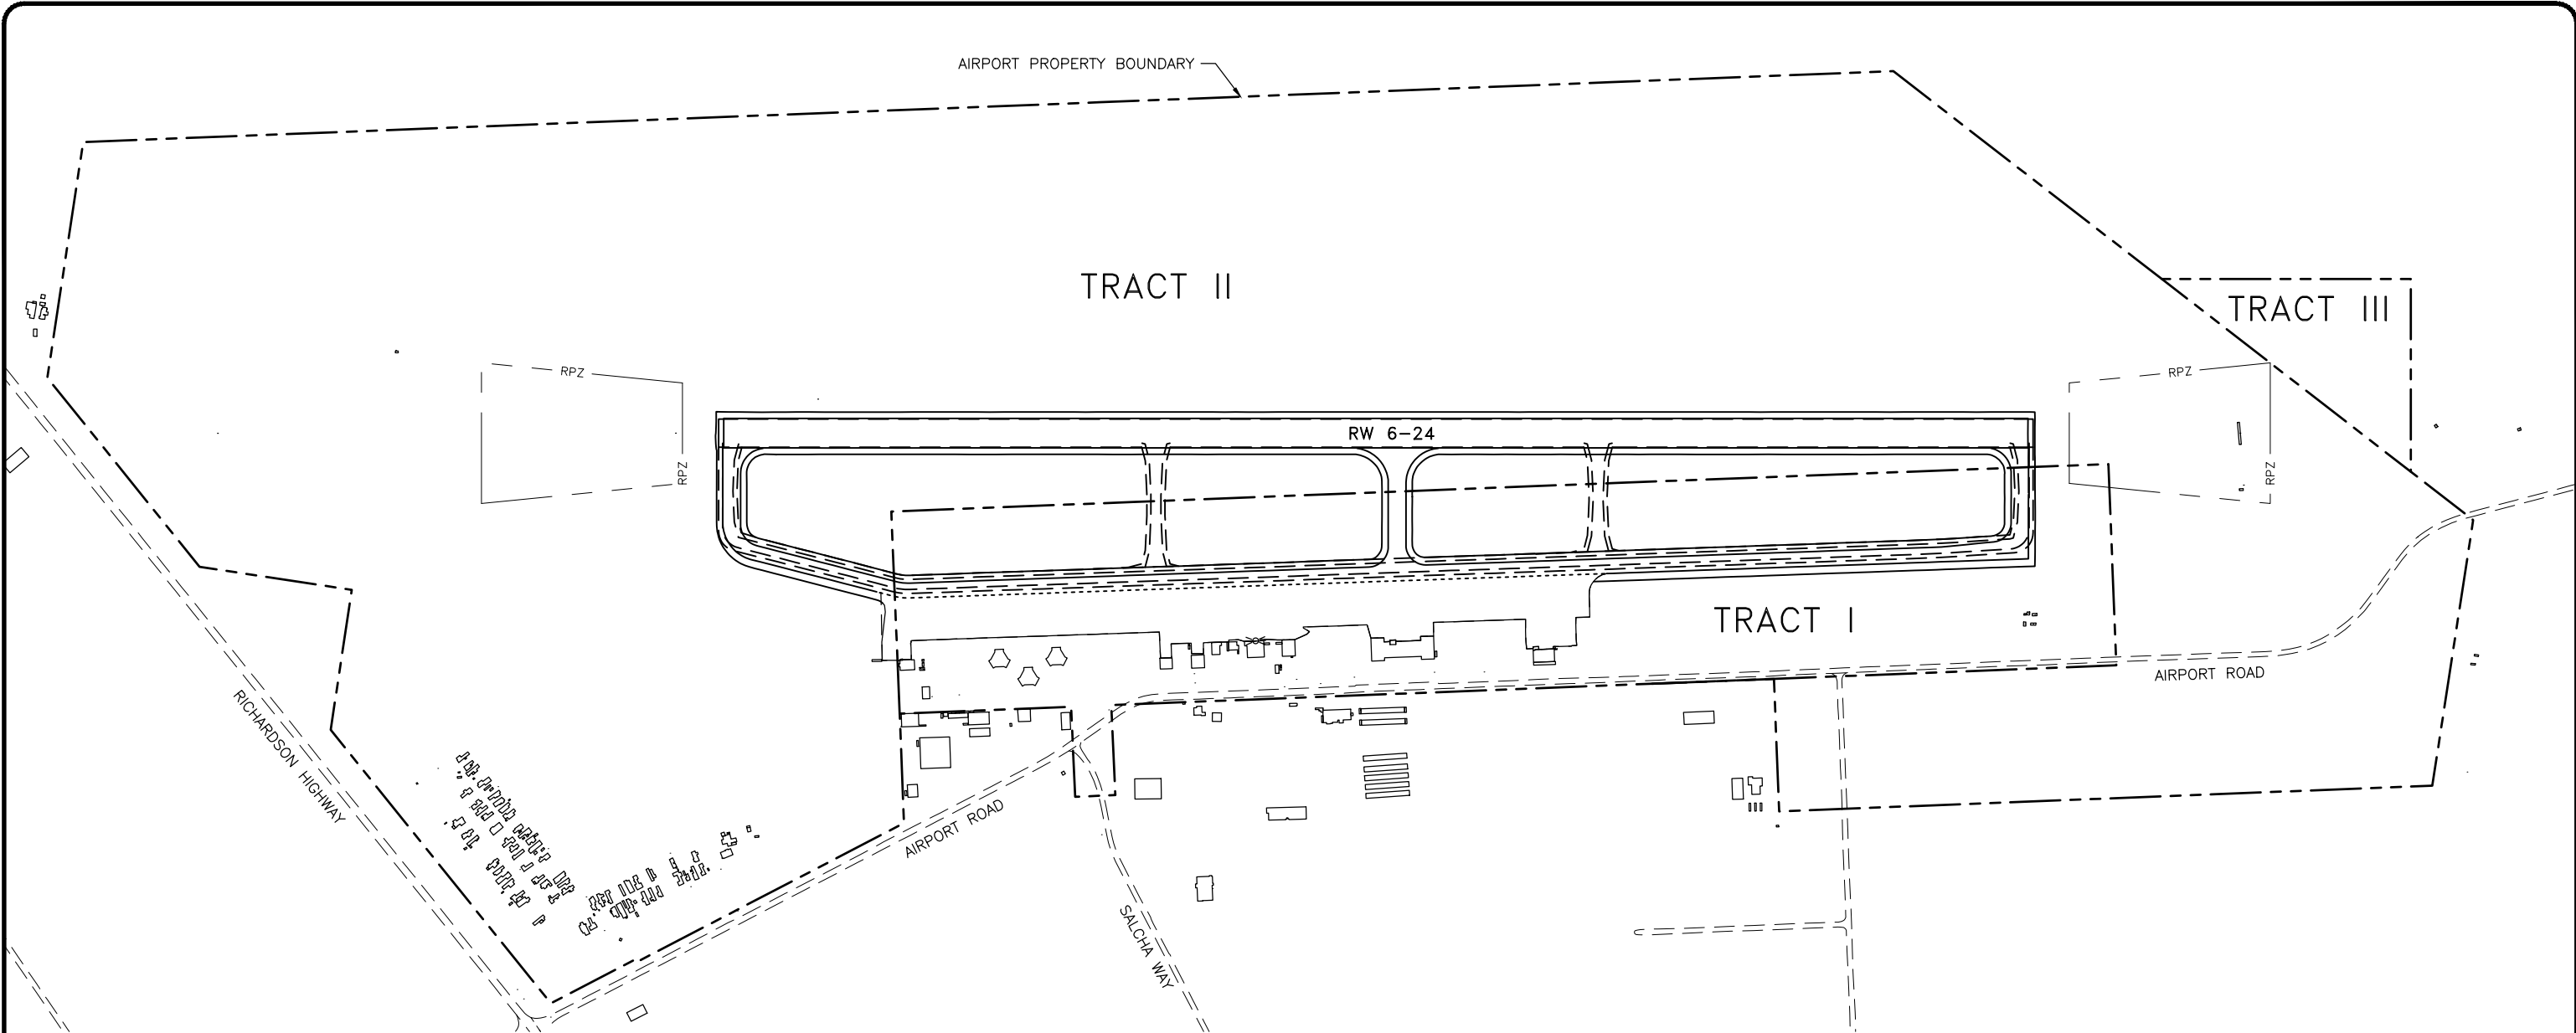 AIRPORT PROPERTY BOUNDARY
TRACT II
TRACT III
RPZ
RPZ
RW 6-24
RPZ
RPZ
TRACT I
AIRPORT ROAD
RICHARDSON HIGHWAY
AIRPORT ROAD
SALCHA WAY